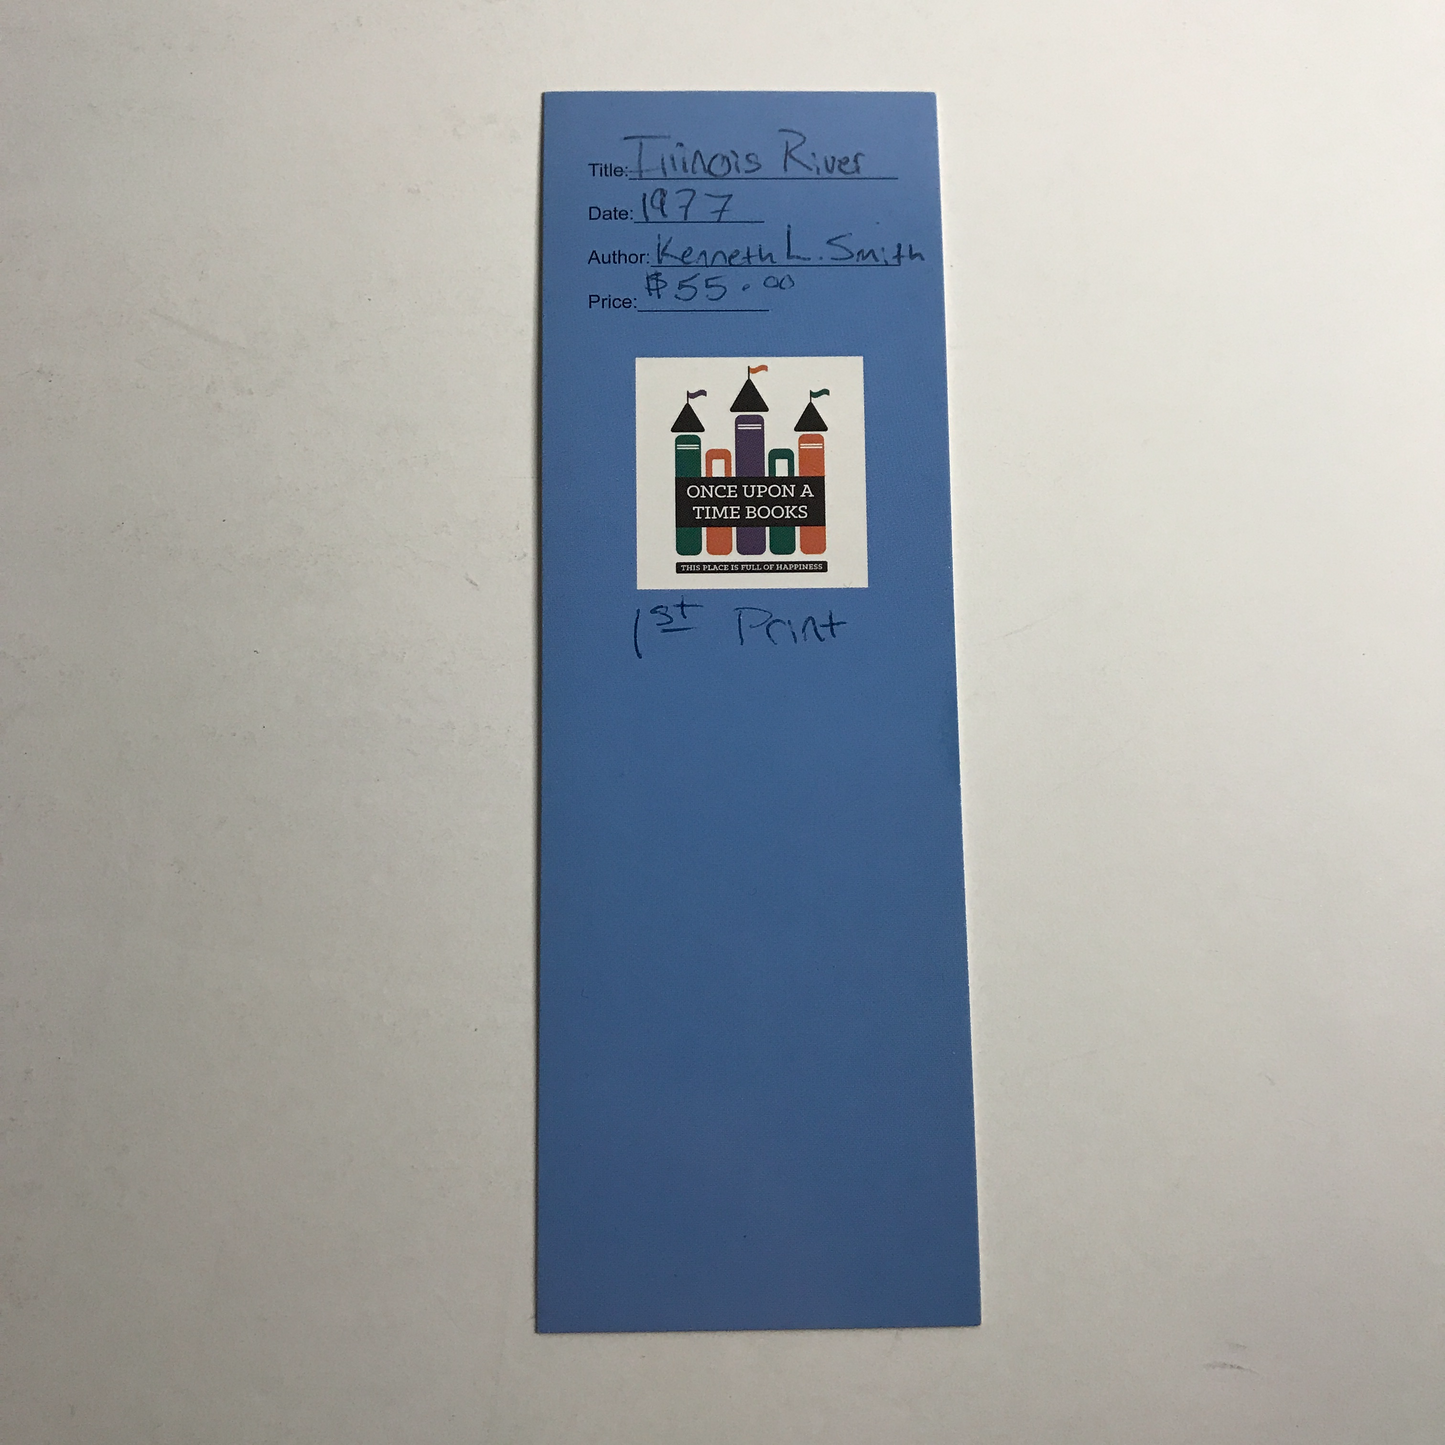 Title: Illinois River
Date: 1977
Author: Kenneth L. Smith
Price: $55.00
ONCE UPON A
TIME BOOKS
THIS PLACE IS FULL OF HAPPINESS
1st Print